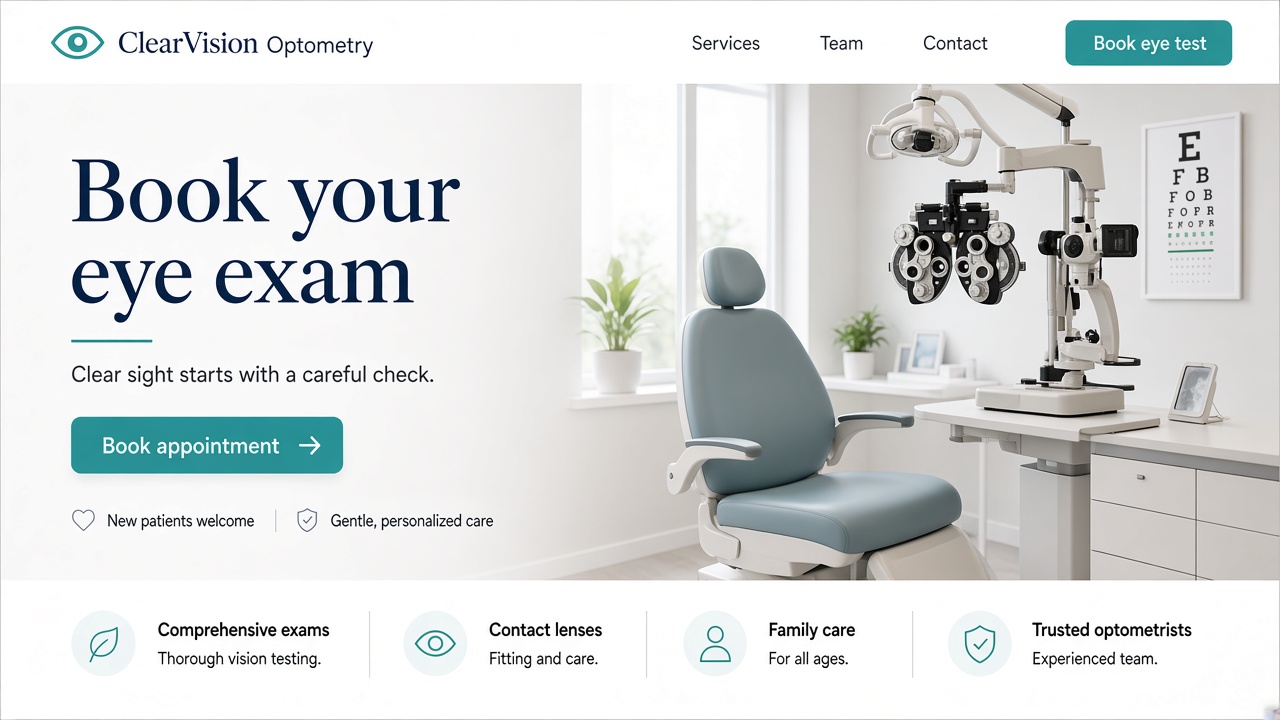 ClearVision Optometry
Services
Team
Contact
Book eye test
Book your
eye exam
Clear sight starts with a careful check.
Book appointment
New patients welcome
Gentle, personalized care
E
F B
F O B
F O P R
Comprehensive exams
Thorough vision testing.
Contact lenses
Fitting and care.
Family care
For all ages.
Trusted optometrists
Experienced team.